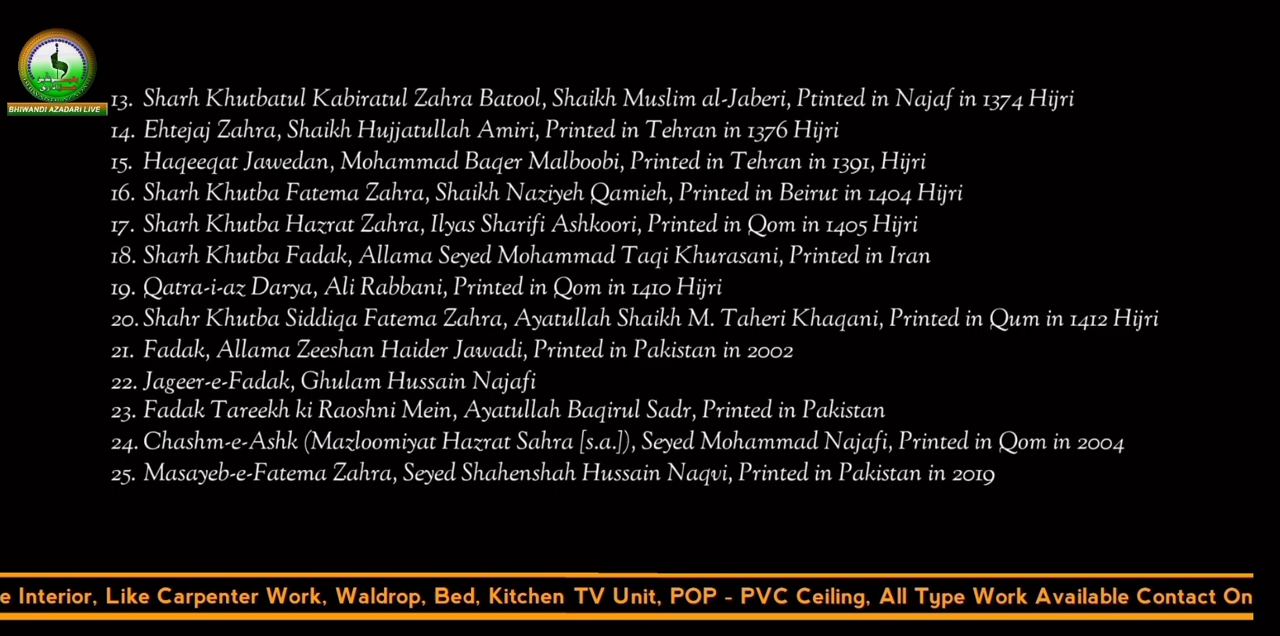 BHIWANDI AZADARI LIVE
13. Sharh Khutbatul Kabiratul Zahra Batool, Shaikh Muslim al-Jaberi, Ptinted in Najaf in 1374 Hijri
14. Ehtejaj Zahra, Shaikh Hujjatullah Amiri, Printed in Tehran in 1376 Hijri
15. Haqeeqat Jawedan, Mohammad Baqer Malboobi, Printed in Tehran in 1391, Hijri
16. Sharh Khutba Fatema Zahra, Shaikh Naziyeh Qamieh, Printed in Beirut in 1404 Hijri
17. Sharh Khutba Hazrat Zahra, Ilyas Sharifi Ashkoori, Printed in Qom in 1405 Hijri
18. Sharh Khutba Fadak, Allama Seyed Mohammad Taqi Khurasani, Printed in Iran
19. Qatra-i-az Darya, Ali Rabbani, Printed in Qom in 1410 Hijri
20. Shahr Khutba Siddiqa Fatema Zahra, Ayatullah Shaikh M. Taheri Khaqani, Printed in Qum in 1412 Hijri
21. Fadak, Allama Zeeshan Haider Jawadi, Printed in Pakistan in 2002
22. Jageer-e-Fadak, Ghulam Hussain Najafi
23. Fadak Tareekh ki Raoshni Mein, Ayatullah Baqirul Sadr, Printed in Pakistan
24. Chashm-e-Ashk (Mazloomiyat Hazrat Sahra [s.a.]), Seyed Mohammad Najafi, Printed in Qom in 2004
25. Masayeb-e-Fatema Zahra, Seyed Shahenshah Hussain Naqvi, Printed in Pakistan in 2019
e Interior, Like Carpenter Work, Waldrop, Bed, Kitchen TV Unit, POP - PVC Ceiling, All Type Work Available Contact On